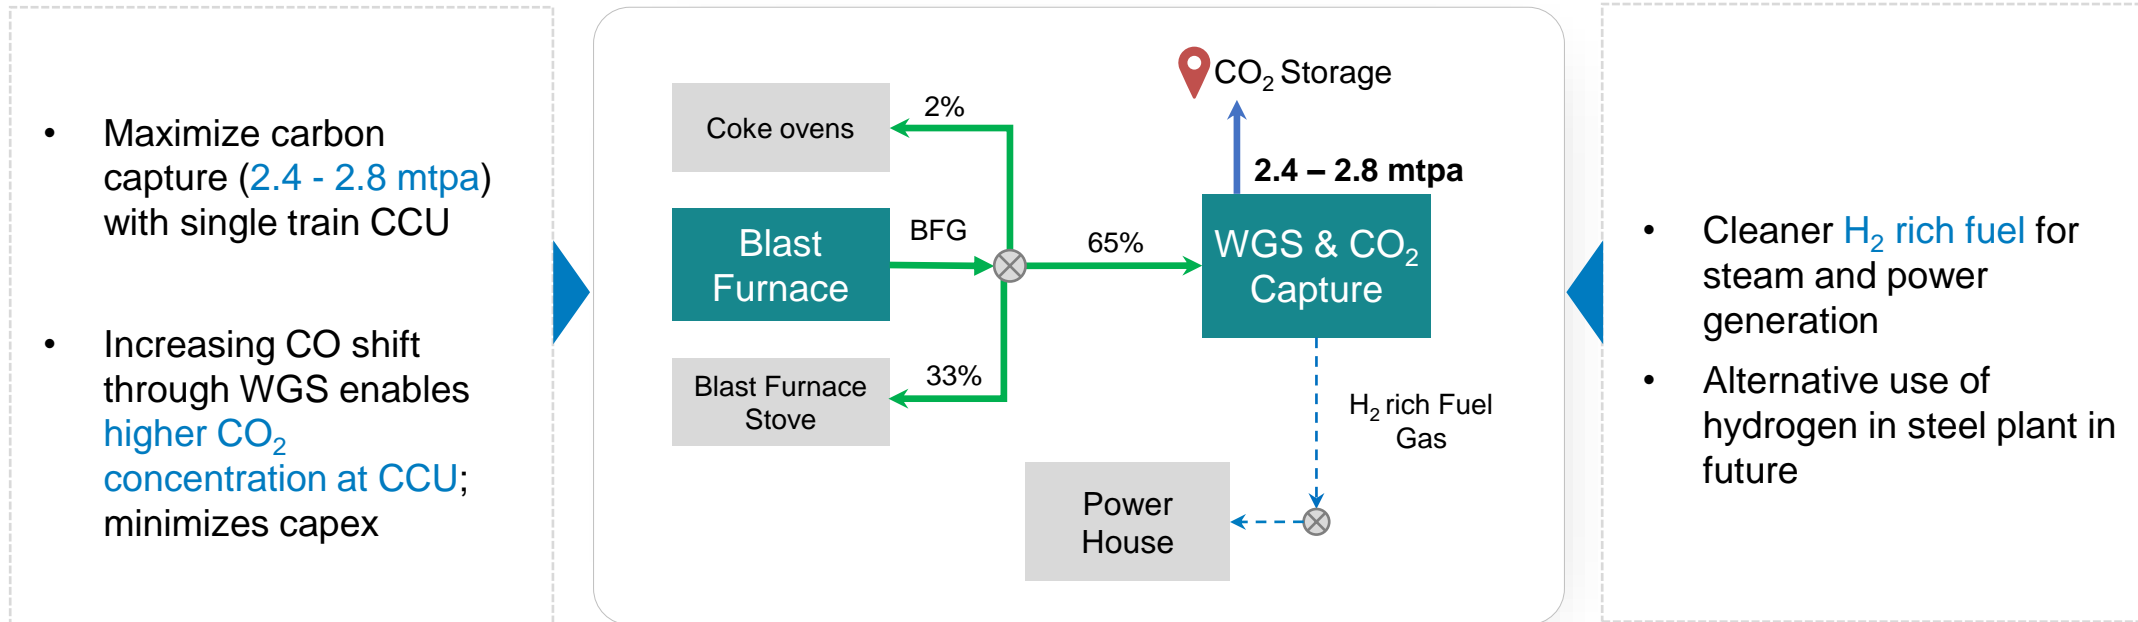 • Maximize carbon
capture (2.4 - 2.8 mtpa)
with single train CCU
• Increasing CO shift
through WGS enables
higher CO₂
concentration at CCU;
minimizes capex
CO₂ Storage
2%
Coke ovens
2.4 – 2.8 mtpa
Blast
Furnace
BFG
65%
WGS & CO₂
Capture
33%
Blast Furnace
Stove
H₂ rich Fuel
Gas
Power
House
• Cleaner H₂ rich fuel for
steam and power
generation
• Alternative use of
hydrogen in steel plant in
future